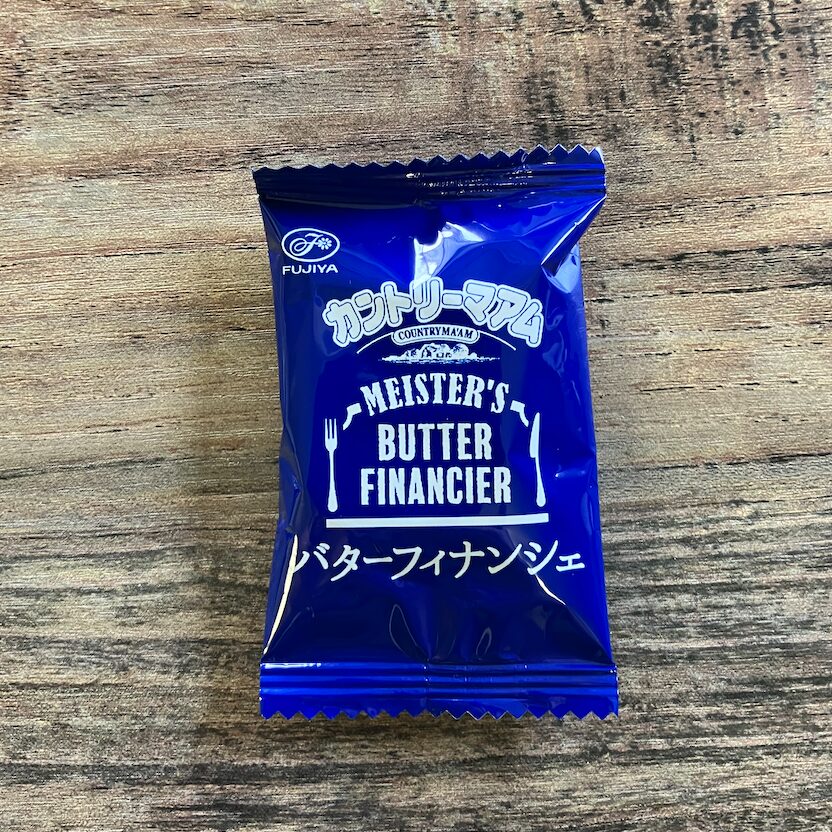 FUJIYA
カントリーマアム
COUNTRY MA'AM
MEISTER'S
BUTTER
FINANCIER
バターフィナンシェ